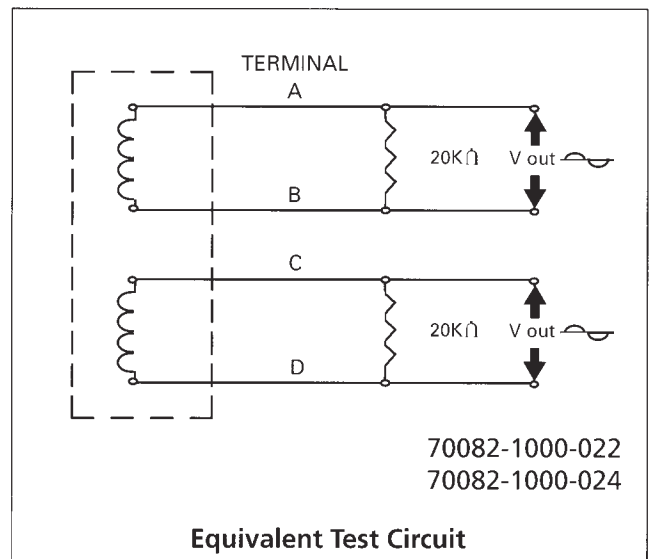 TERMINAL
A
20KΩ V out
B
C
20KΩ V out
D
70082-1000-022
70082-1000-024
Equivalent Test Circuit